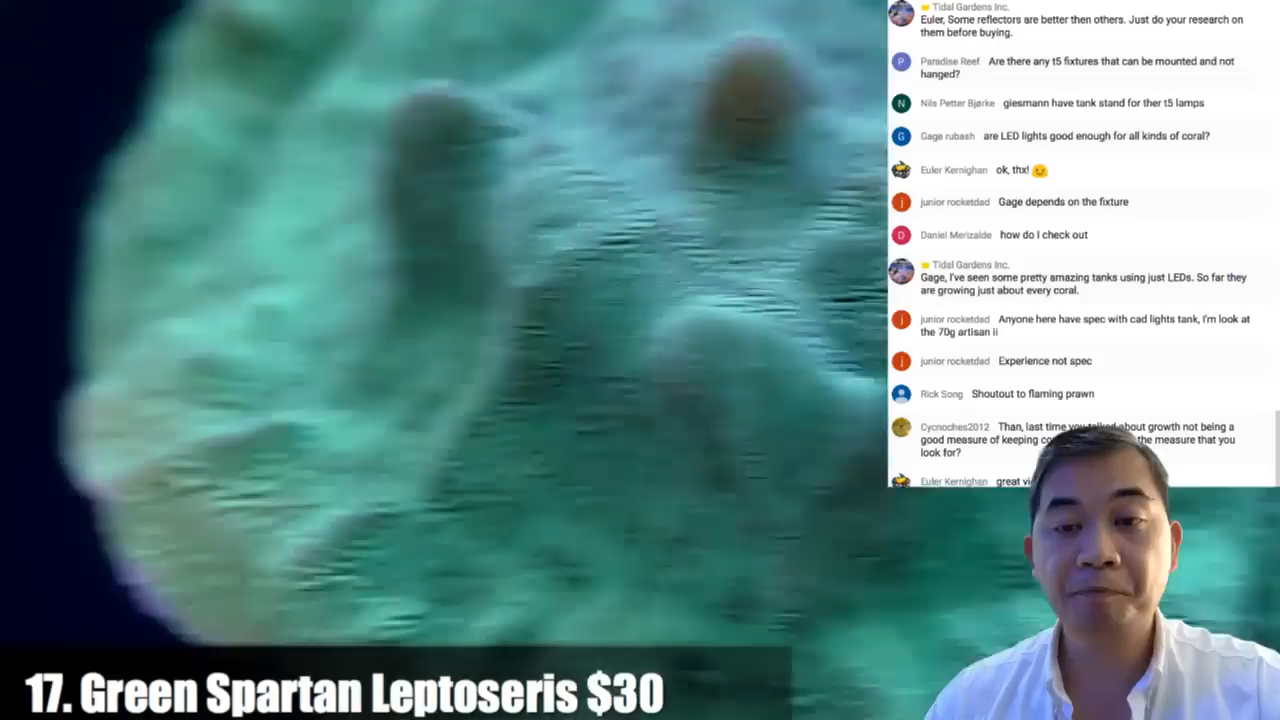 Tidal Gardens Inc.
Euler, Some reflectors are better then others. Just do your research on
them before buying.
P
Paradise Reef Are there any t5 fixtures that can be mounted and not
hanged?
N
Nils Petter Bjørke giesmann have tank stand for ther t5 lamps
G
Gage rubash are LED lights good enough for all kinds of coral?
Euler Kernighan ok, thx!
j
junior rocketdad Gage depends on the fixture
D
Daniel Merizalde how do I check out
Tidal Gardens Inc.
Gage, I've seen some pretty amazing tanks using just LEDs. So far they
are growing just about every coral.
j
junior rocketdad Anyone here have spec with cad lights tank, I'm look at
the 70g artisan ii
j
junior rocketdad Experience not spec
Rick Song Shoutout to flaming prawn
Cycnoches2012 Than, last time you talked about growth not being a
good measure of keeping the measure that you
look for?
Euler Kernighan great
17. Green Spartan Leptoseris $30